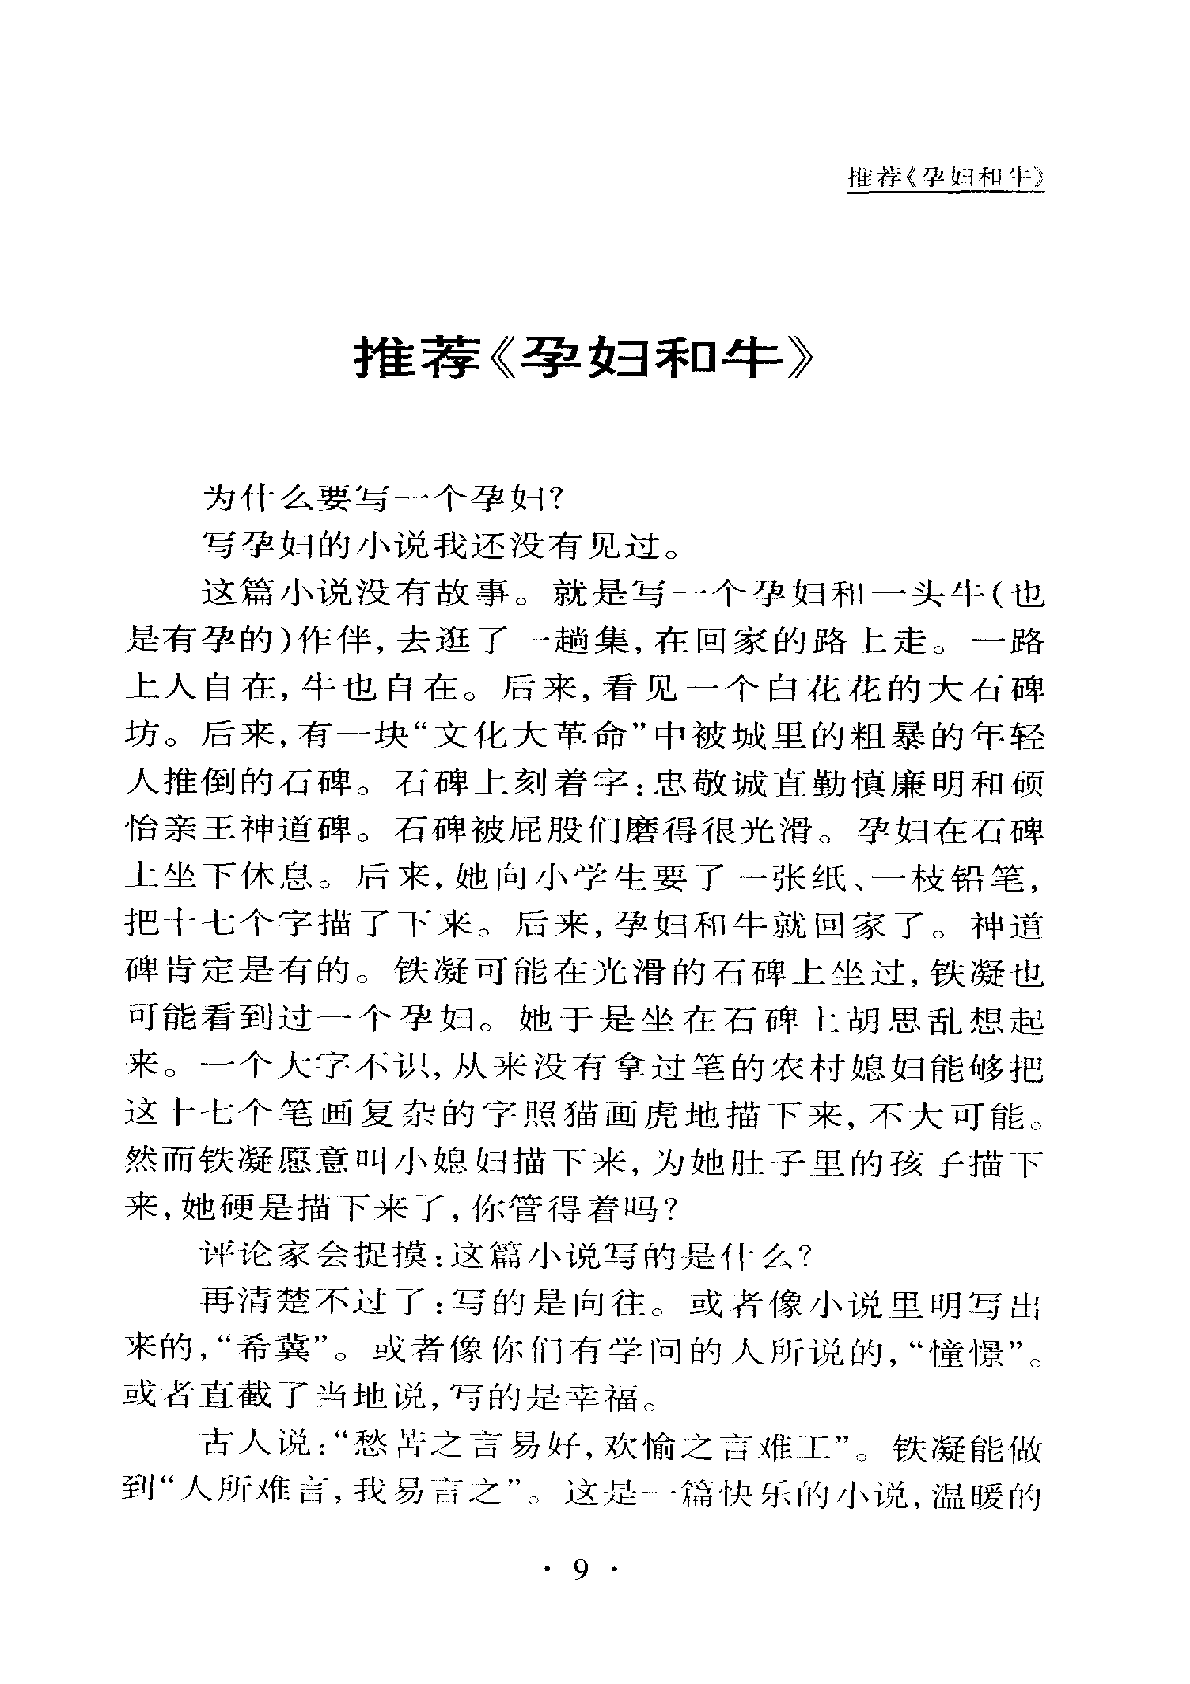 推荐《孕妇和牛》
推荐《孕妇和牛》
为什么要写一个孕妇?
写孕妇的小说我还没有见过。
这篇小说没有故事。就是写一个孕妇和一头牛(也
是有孕的)作伴,去逛了一趟集,在回家的路上走。一路
上人自在,牛也自在。后来,看见一个白花花的大石碑
坊。后来,有一块“文化大革命”中被城里的粗暴的年轻
人推倒的石碑。石碑上刻着字:忠敬诚直勤慎廉明和硕
怡亲王神道碑。石碑被屁股们磨得很光滑。孕妇在石碑
上坐下休息。后来,她向小学生要了一张纸、一枝铅笔,
把十七个字描了下来。后来,孕妇和牛就回家了。神道
碑肯定是有的。铁凝可能在光滑的石碑上坐过,铁凝也
可能看到过一个孕妇。她于是坐在石碑上胡思乱想起
来。一个大字不识,从来没有拿过笔的农村媳妇能够把
这十七个笔画复杂的字照猫画虎地描下来,不大可能。
然而铁凝愿意叫小媳妇描下来,为她肚子里的孩子描下
来,她硬是描下来了,你管得着吗?
评论家会捉摸:这篇小说写的是什么?
再清楚不过了:写的是向往。或者像小说里明写出
来的,“希冀”。或者像你们有学问的人所说的,“憧憬”。
或者直截了当地说,写的是幸福。
古人说:“愁苦之言易好,欢愉之言难工”。铁凝能做
到“人所难言,我易言之”。这是一篇快乐的小说,温暖的
· 9 ·